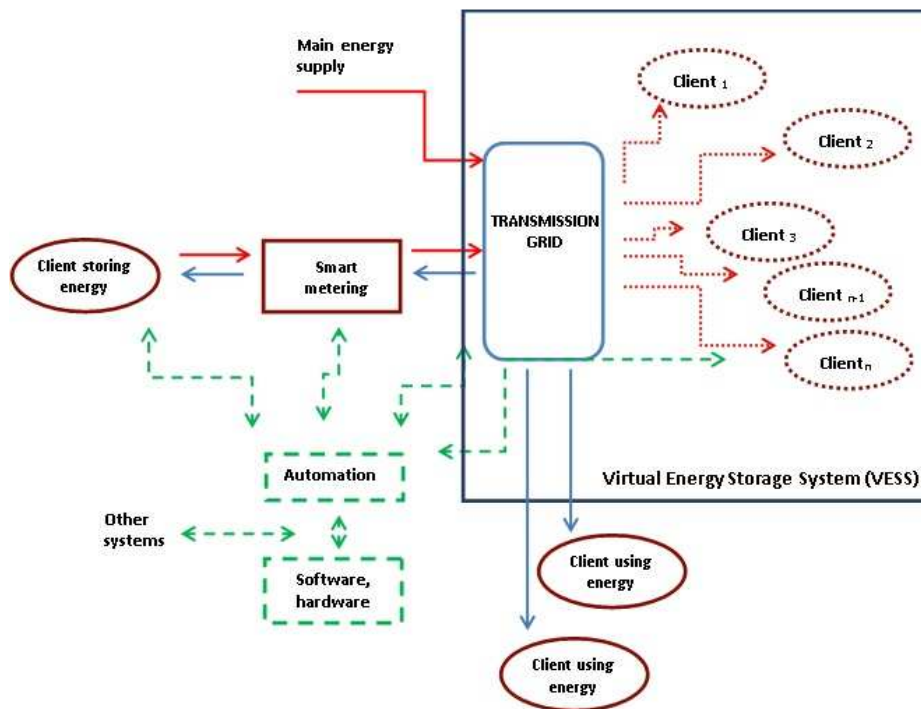 Main energy
supply
Client 1
Client 2
TRANSMISSION
GRID
Client 3
Client storing
energy
Smart
metering
Client n-1
Client n
Automation
Virtual Energy Storage System (VESS)
Other
systems
Software,
hardware
Client using
energy
Client using
energy